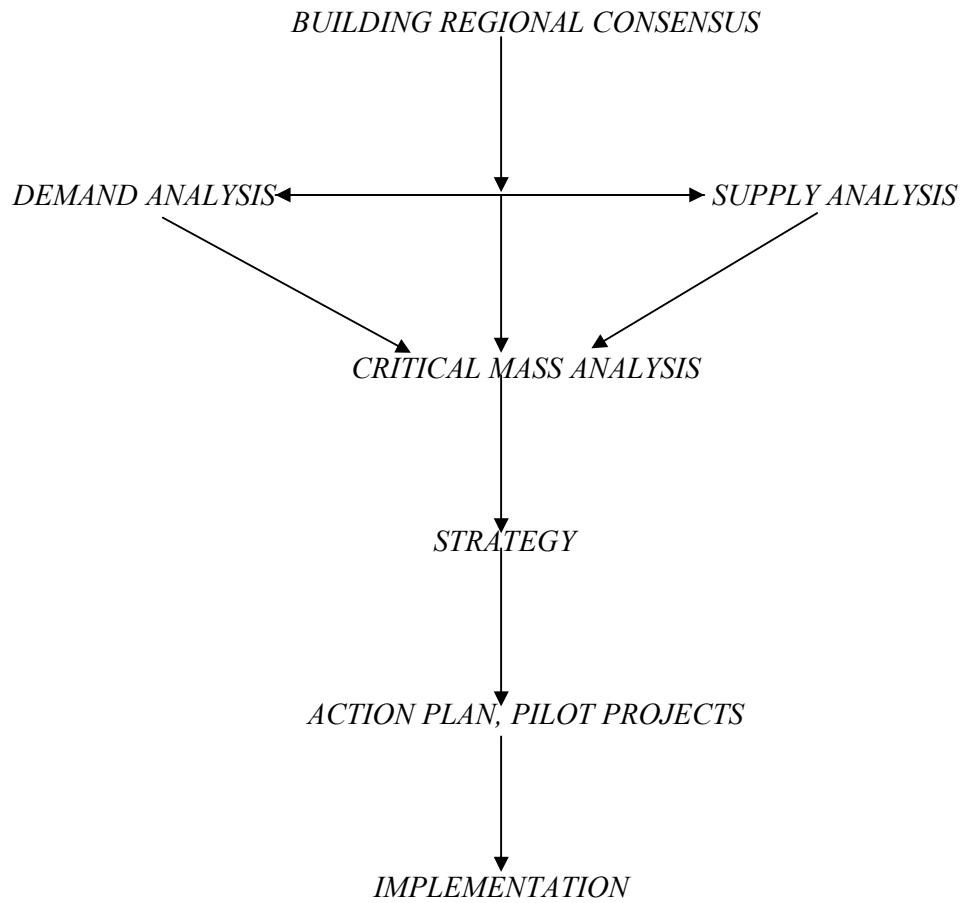 BUILDING REGIONAL CONSENSUS
DEMAND ANALYSIS
SUPPLY ANALYSIS
CRITICAL MASS ANALYSIS
STRATEGY
ACTION PLAN, PILOT PROJECTS
IMPLEMENTATION